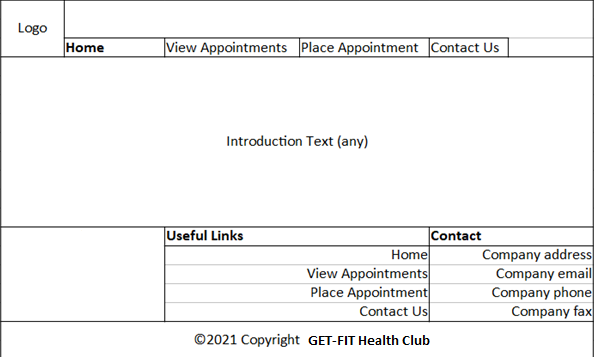 Logo
Home View Appointments Place Appointment Contact Us
Introduction Text (any)
Useful Links Contact
Home Company address
View Appointments Company email
Place Appointment Company phone
Contact Us Company fax
©2021 Copyright GET-FIT Health Club